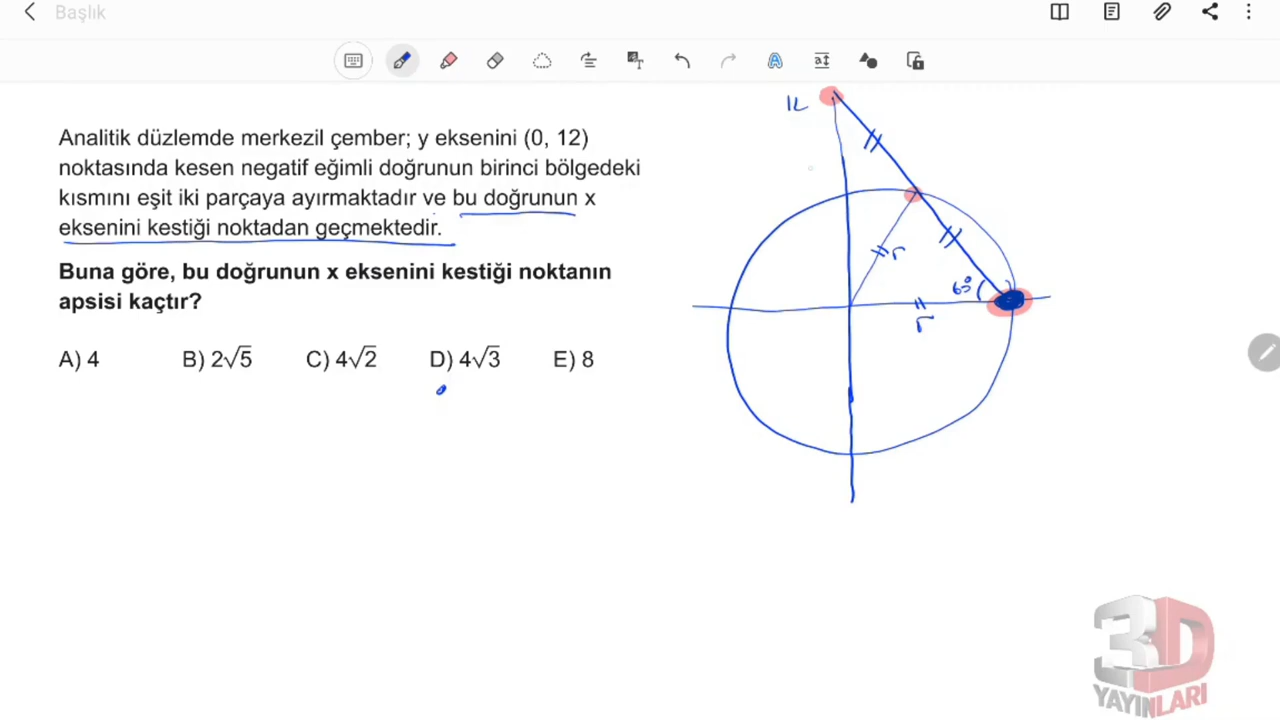 Başlık
12
Analitik düzlemde merkezil çember; y eksenini (0, 12)
noktasında kesen negatif eğimli doğrunun birinci bölgedeki
kısmını eşit iki parçaya ayırmaktadır ve bu doğrunun x
eksenini kestiği noktadan geçmektedir.
Buna göre, bu doğrunun x eksenini kestiği noktanın
apsisi kaçtır?
A) 4 B) 2√5 C) 4√2 D) 4√3 E) 8
r
60°
r
3D
YAYINLARI